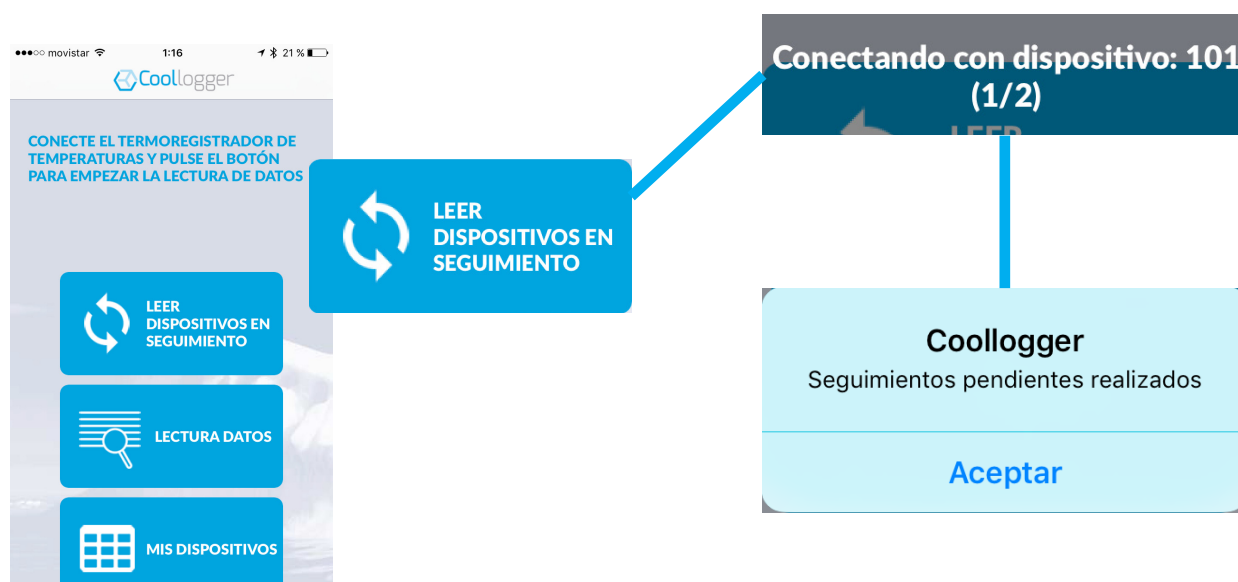 movistar 1:16 21 %
Coollogger
CONECTE EL TERMOREGISTRADOR DE
TEMPERATURAS Y PULSE EL BOTÓN
PARA EMPEZAR LA LECTURA DE DATOS
LEER
DISPOSITIVOS EN
SEGUIMIENTO
LECTURA DATOS
MIS DISPOSITIVOS
LEER
DISPOSITIVOS EN
SEGUIMIENTO
Conectando con dispositivo: 101
(1/2)
LEER
Coollogger
Seguimientos pendientes realizados
Aceptar